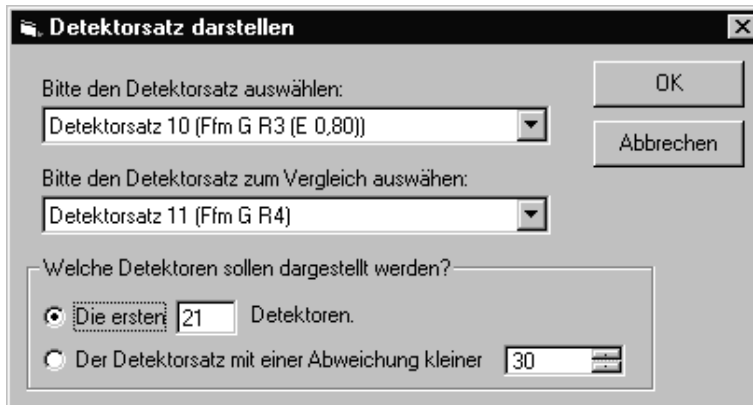 Detektorsatz darstellen
Bitte den Detektorsatz auswählen:
OK
Detektorsatz 10 (Ffm G R3 (E 0,80))
Abbrechen
Bitte den Detektorsatz zum Vergleich auswähen:
Detektorsatz 11 (Ffm G R4)
Welche Detektoren sollen dargestellt werden?
Die ersten 21 Detektoren.
Der Detektorsatz mit einer Abweichung kleiner 30